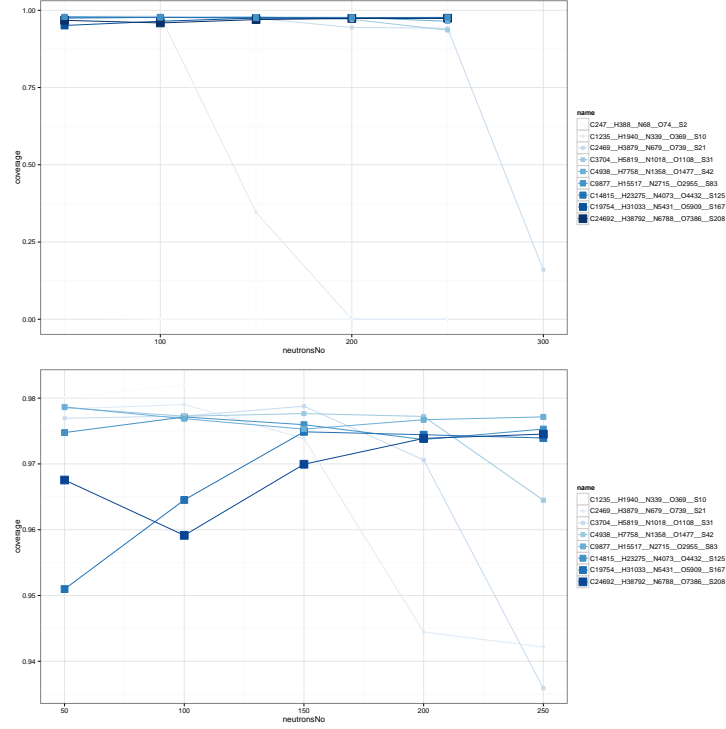 1.00
0.75
0.50
0.25
0.00
coverage
100
200
300
neutronsNo
name
C247__H388__N68__O74__S2
C1235__H1940__N339__O369__S10
C2469__H3879__N679__O739__S21
C3704__H5819__N1018__O1108__S31
C4938__H7758__N1358__O1477__S42
C9877__H15517__N2715__O2955__S83
C14815__H23275__N4073__O4432__S125
C19754__H31033__N5431__O5909__S167
C24692__H38792__N6788__O7386__S208
0.98
0.97
0.96
0.95
0.94
coverage
50
100
150
200
250
neutronsNo
name
C1235__H1940__N339__O369__S10
C2469__H3879__N679__O739__S21
C3704__H5819__N1018__O1108__S31
C4938__H7758__N1358__O1477__S42
C9877__H15517__N2715__O2955__S83
C14815__H23275__N4073__O4432__S125
C19754__H31033__N5431__O5909__S167
C24692__H38792__N6788__O7386__S208